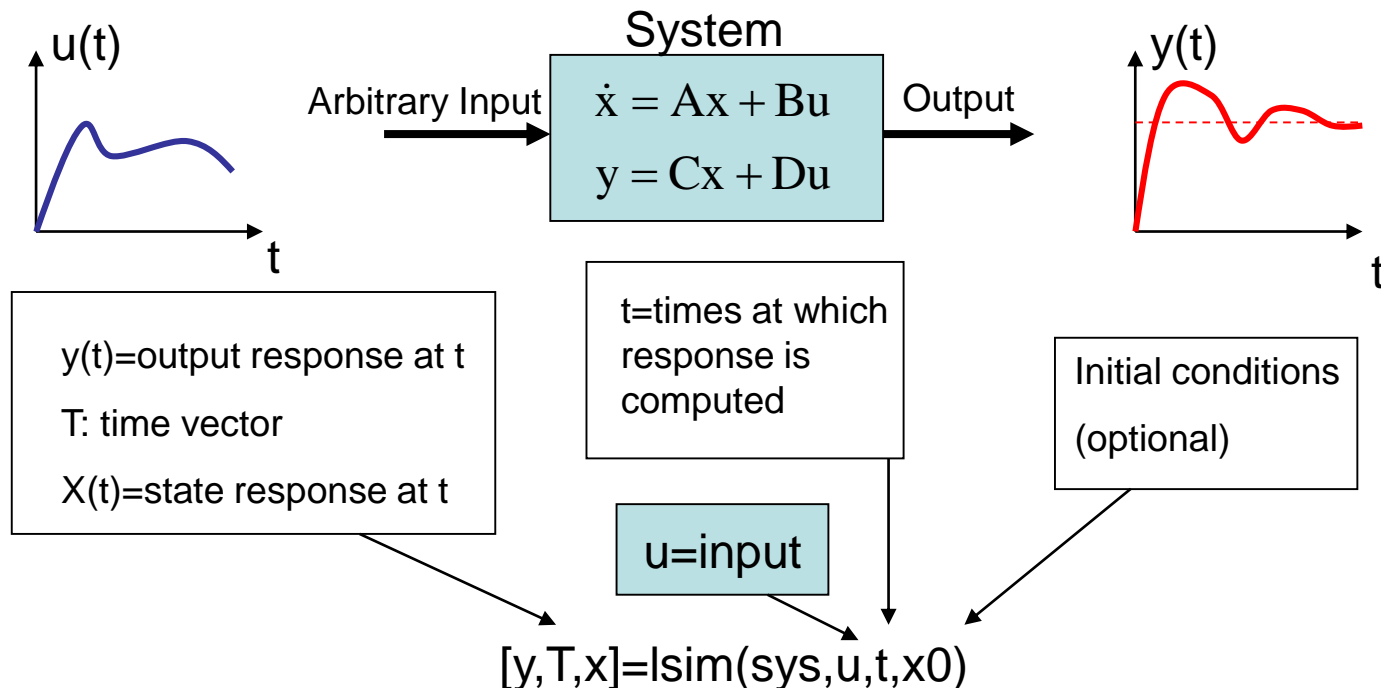 System
u(t)
y(t)
Arbitrary Input
ẋ = Ax + Bu
y = Cx + Du
Output
t
t
y(t)=output response at t
T: time vector
X(t)=state response at t
t=times at which
response is
computed
Initial conditions
(optional)
u=input
[y,T,x]=lsim(sys,u,t,x0)